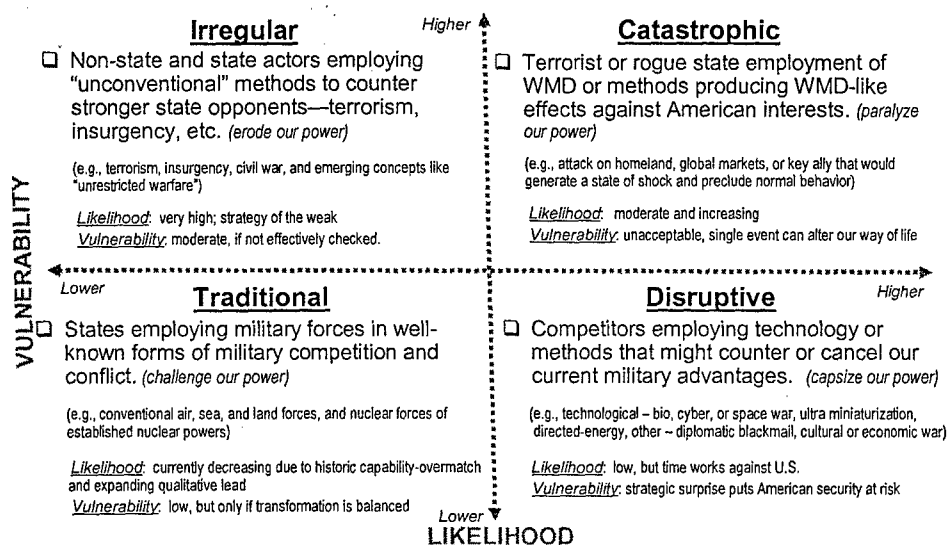 Irregular
❑ Non-state and state actors employing
"unconventional" methods to counter
stronger state opponents—terrorism,
insurgency, etc. (erode our power)
(e.g., terrorism, insurgency, civil war, and emerging concepts like
"unrestricted warfare")
Likelihood: very high; strategy of the weak
Vulnerability: moderate, if not effectively checked.
Higher
Catastrophic
❑ Terrorist or rogue state employment of
WMD or methods producing WMD-like
effects against American interests. (paralyze
our power)
(e.g., attack on homeland, global markets, or key ally that would
generate a state of shock and preclude normal behavior)
Likelihood: moderate and increasing
Vulnerability: unacceptable, single event can alter our way of life
VULNERABILITY
Lower
Higher
Traditional
❑ States employing military forces in well-
known forms of military competition and
conflict. (challenge our power)
(e.g., conventional air, sea, and land forces, and nuclear forces of
established nuclear powers)
Likelihood: currently decreasing due to historic capability-overmatch
and expanding qualitative lead
Vulnerability: low, but only if transformation is balanced
Disruptive
❑ Competitors employing technology or
methods that might counter or cancel our
current military advantages. (capsize our power)
(e.g., technological – bio, cyber, or space war, ultra miniaturization,
directed-energy, other – diplomatic blackmail, cultural or economic war)
Likelihood: low, but time works against U.S.
Vulnerability: strategic surprise puts American security at risk
Lower
LIKELIHOOD